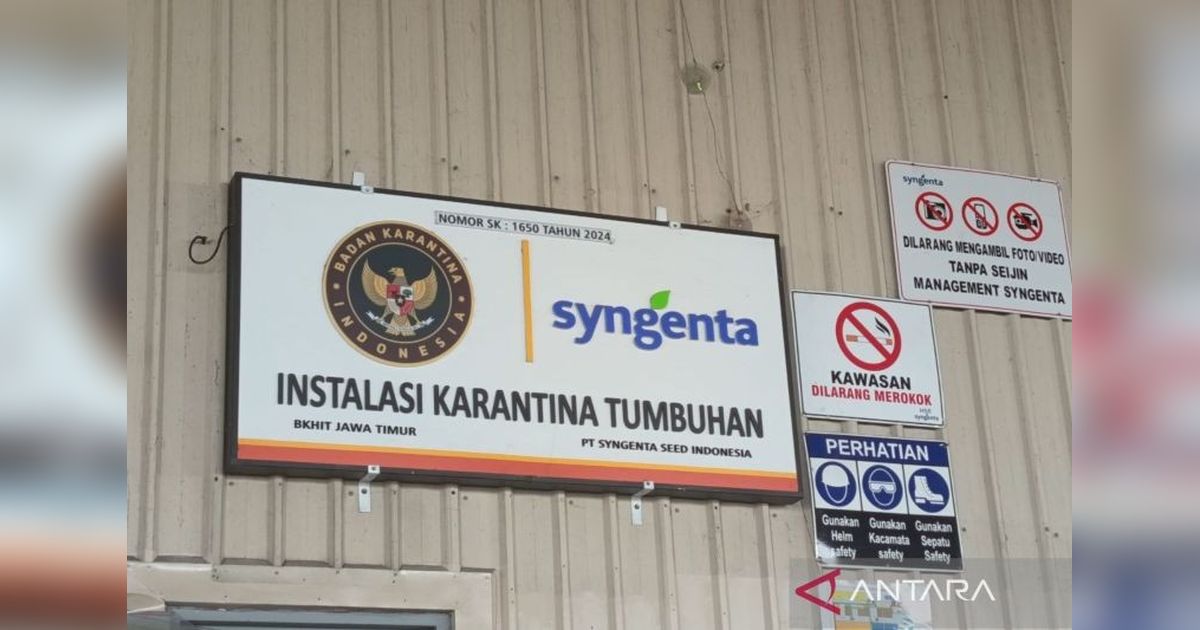 NOMOR SK : 1650 TAHUN 2024
BADAN KARANTINA
INDONESIA
syngenta
INSTALASI KARANTINA TUMBUHAN
BKHIT JAWA TIMUR
PT SYNGENTA SEED INDONESIA
syngenta
DILARANG MENGAMBIL FOTO/VIDEO
TANPA SEIJIN
MANAGEMENT SYNGENTA
KAWASAN
DILARANG MEROKOK
syngenta
PERHATIAN
Gunakan Helm safety
Gunakan Kacamata safety
Gunakan Sepatu Safety
ANTARA